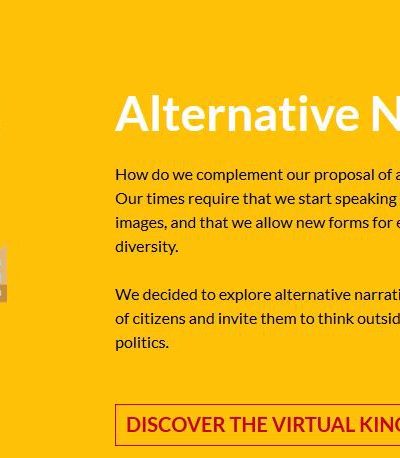 Alternative N
How do we complement our proposal of a
Our times require that we start speaking
images, and that we allow new forms for e
diversity.
We decided to explore alternative narrati
of citizens and invite them to think outsid
politics.
DISCOVER THE VIRTUAL KING